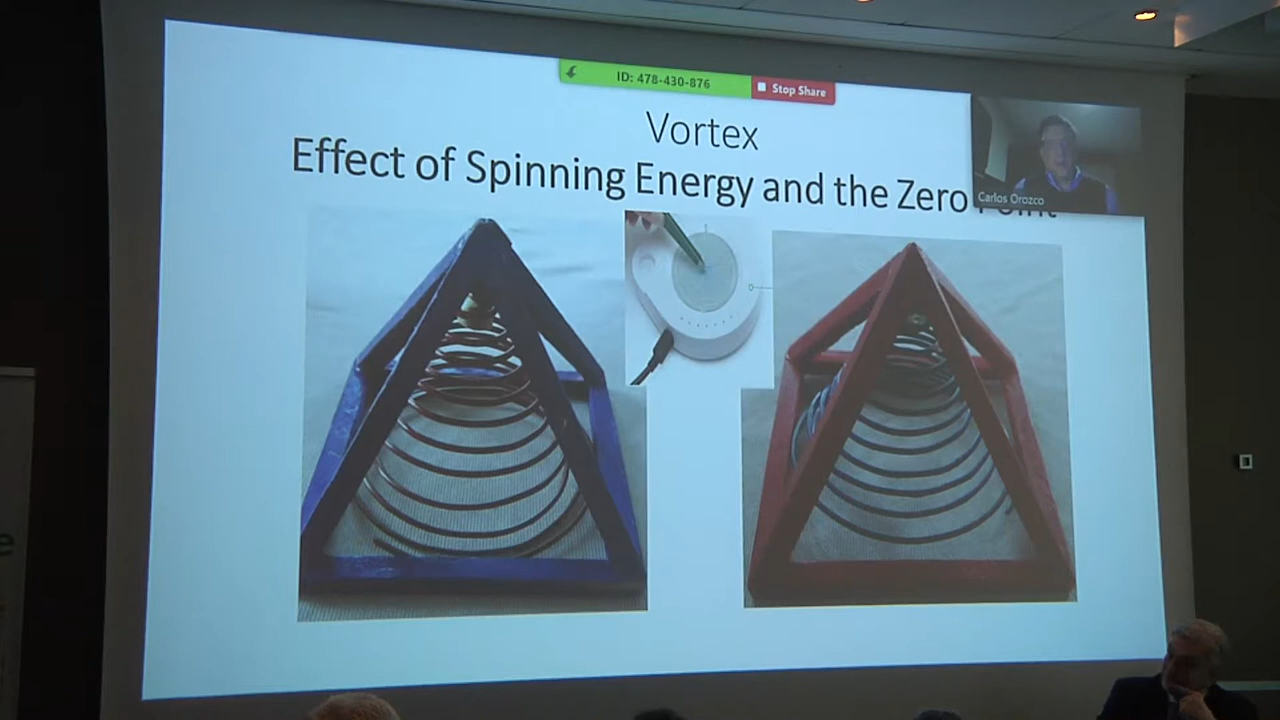 ID: 478-430-876
Stop Share
Vortex
Effect of Spinning Energy and the Zero Point
Carlos Orozco
e